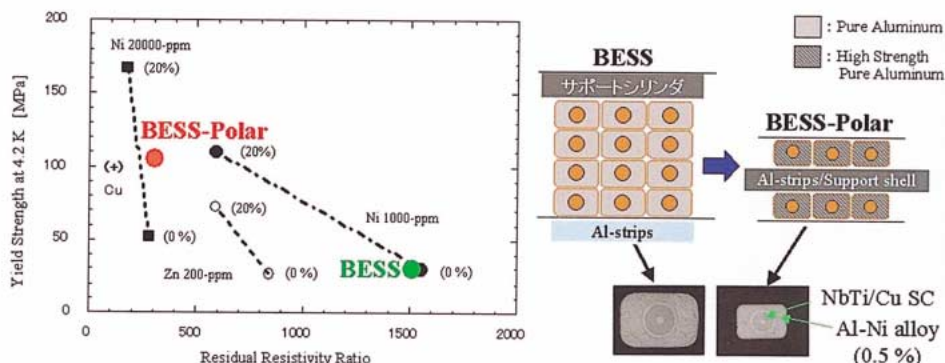 200
150
100
50
0
Yield Strength at 4.2 K [MPa]
Ni 20000-ppm
(20%)
BESS-Polar
(+)
Cu
(20%)
(20%)
Ni 1000-ppm
(0 %)
Zn 200-ppm
(0 %)
BESS
(0 %)
0
500
1000
1500
2000
Residual Resistivity Ratio
: Pure Aluminum
: High Strength
Pure Aluminum
BESS
サポートシリンダ
Al-strips
BESS-Polar
Al-strips/Support shell
NbTi/Cu SC
Al-Ni alloy
(0.5 %)